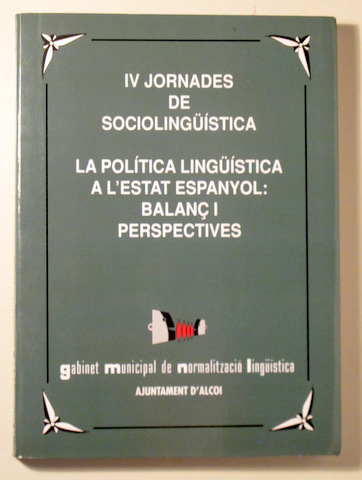 IV JORNADES
DE
SOCIOLINGÜÍSTICA
LA POLÍTICA LINGÜÍSTICA
A L'ESTAT ESPANYOL:
BALANÇ I
PERSPECTIVES
gabinet municipal de normalització lingüística
AJUNTAMENT D'ALCOI